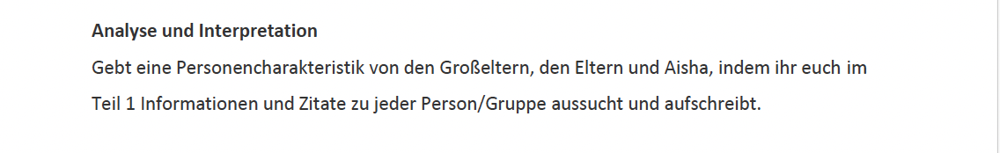 Analyse und Interpretation
Gebt eine Personencharakteristik von den Großeltern, den Eltern und Aisha, indem ihr euch im
Teil 1 Informationen und Zitate zu jeder Person/Gruppe aussucht und aufschreibt.